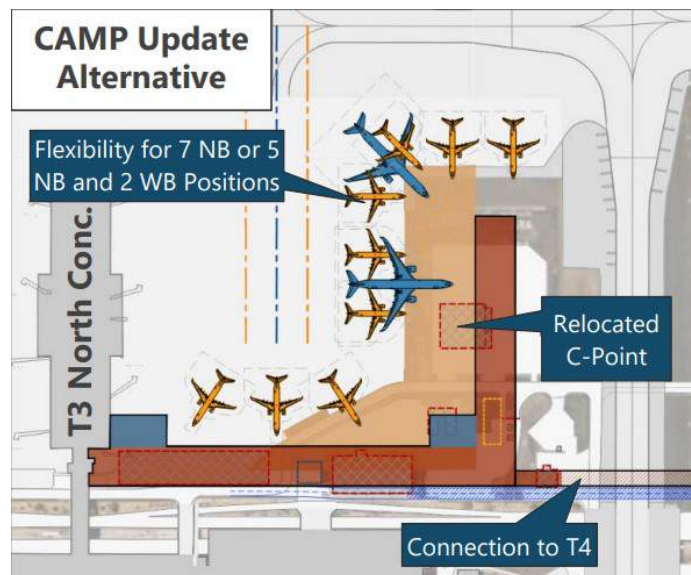 CAMP Update
Alternative
Flexibility for 7 NB or 5
NB and 2 WB Positions
T3 North Conc.
Relocated
C-Point
Connection to T4